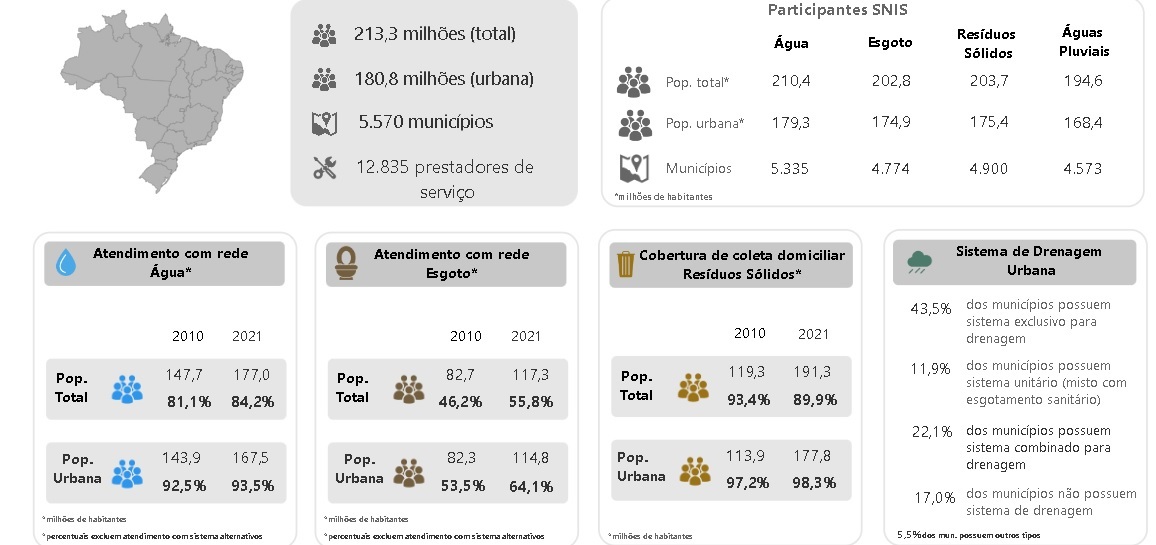 213,3 milhões (total)
180,8 milhões (urbana)
5.570 municípios
12.835 prestadores de
serviço
Participantes SNIS
Água Esgoto Resíduos Sólidos Águas Pluviais
Pop. total* 210,4 202,8 203,7 194,6
Pop. urbana* 179,3 174,9 175,4 168,4
Municípios 5.335 4.774 4.900 4.573
*milhões de habitantes
Atendimento com rede
Água*
2010 2021
Pop. Total 147,7 177,0
81,1% 84,2%
Pop. Urbana 143,9 167,5
92,5% 93,5%
*milhões de habitantes
*percentuais excluem atendimento com sistema alternativos
Atendimento com rede
Esgoto*
2010 2021
Pop. Total 82,7 117,3
46,2% 55,8%
Pop. Urbana 82,3 114,8
53,5% 64,1%
*milhões de habitantes
*percentuais excluem atendimento com sistema alternativos
Cobertura de coleta domiciliar
Resíduos Sólidos*
2010 2021
Pop. Total 119,3 191,3
93,4% 89,9%
Pop. Urbana 113,9 177,8
97,2% 98,3%
*milhões de habitantes
Sistema de Drenagem
Urbana
43,5% dos municípios possuem
sistema exclusivo para
drenagem
11,9% dos municípios possuem
sistema unitário (misto com
esgotamento sanitário)
22,1% dos municípios possuem
sistema combinado para
drenagem
17,0% dos municípios não possuem
sistema de drenagem
5,5%dos mun. possuem outros tipos